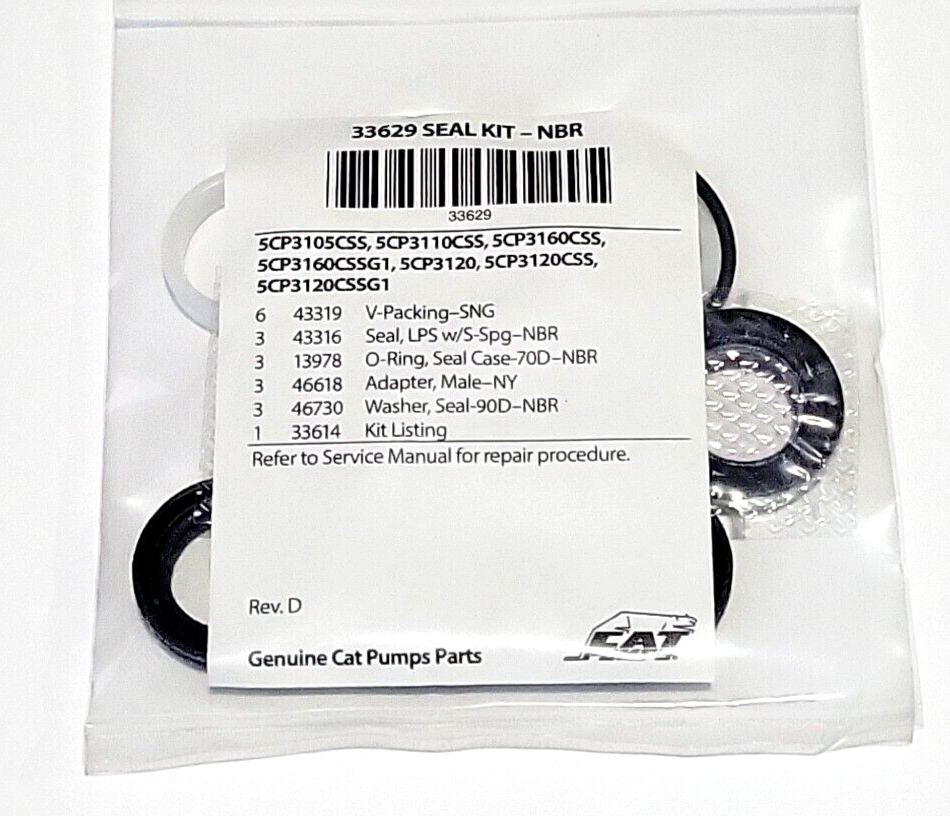 33629 SEAL KIT – NBR
33629
5CP3105CSS, 5CP3110CSS, 5CP3160CSS,
5CP3160CSSG1, 5CP3120, 5CP3120CSS,
5CP3120CSSG1
6 43319 V-Packing–SNG
3 43316 Seal, LPS w/S-Spg–NBR
3 13978 O-Ring, Seal Case-70D–NBR
3 46618 Adapter, Male–NY
3 46730 Washer, Seal-90D–NBR
1 33614 Kit Listing
Refer to Service Manual for repair procedure.
Rev. D
Genuine Cat Pumps Parts
CAT